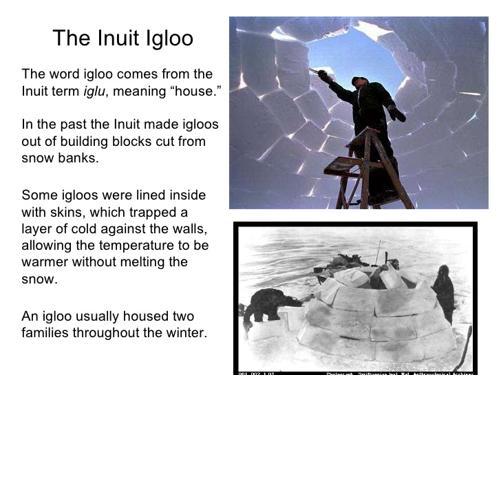 The Inuit Igloo
The word igloo comes from the
Inuit term iglu, meaning “house.”
In the past the Inuit made igloos
out of building blocks cut from
snow banks.
Some igloos were lined inside
with skins, which trapped a
layer of cold against the walls,
allowing the temperature to be
warmer without melting the
snow.
An igloo usually housed two
families throughout the winter.